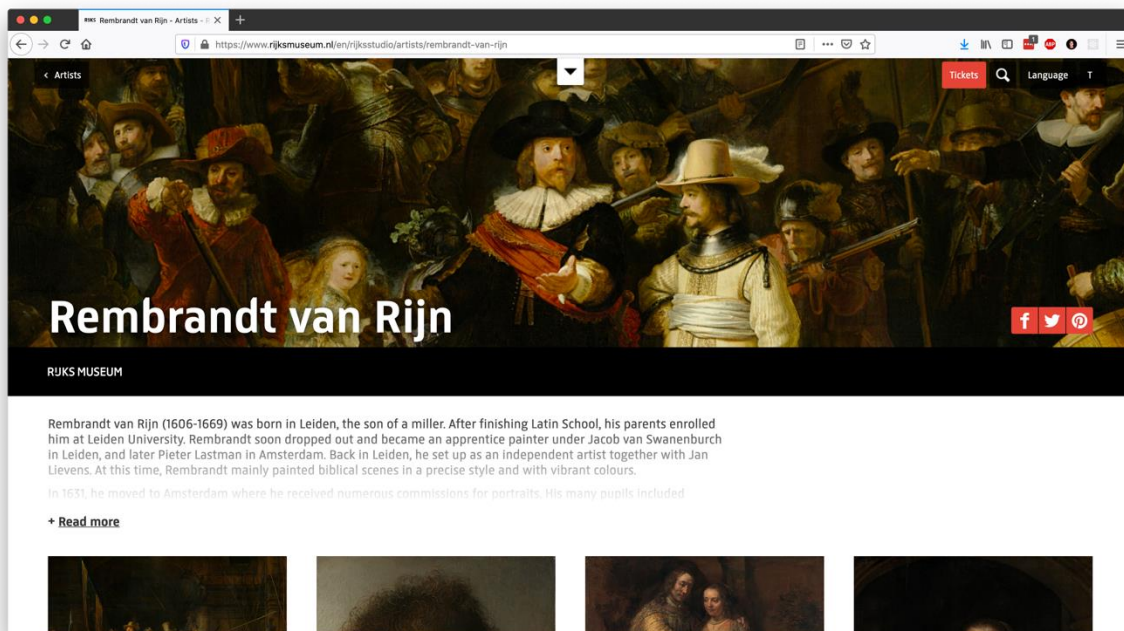 RIJKS Rembrandt van Rijn - Artists - R
https://www.rijksmuseum.nl/en/rijksstudio/artists/rembrandt-van-rijn
1
ABP
Artists
Tickets
Language
T
Rembrandt van Rijn
RIJKS MUSEUM
Rembrandt van Rijn (1606-1669) was born in Leiden, the son of a miller. After finishing Latin School, his parents enrolled
him at Leiden University. Rembrandt soon dropped out and became an apprentice painter under Jacob van Swanenburch
in Leiden, and later Pieter Lastman in Amsterdam. Back in Leiden, he set up as an independent artist together with Jan
Lievens. At this time, Rembrandt mainly painted biblical scenes in a precise style and with vibrant colours.
In 1631, he moved to Amsterdam where he received numerous commissions for portraits. His many pupils included
+ Read more